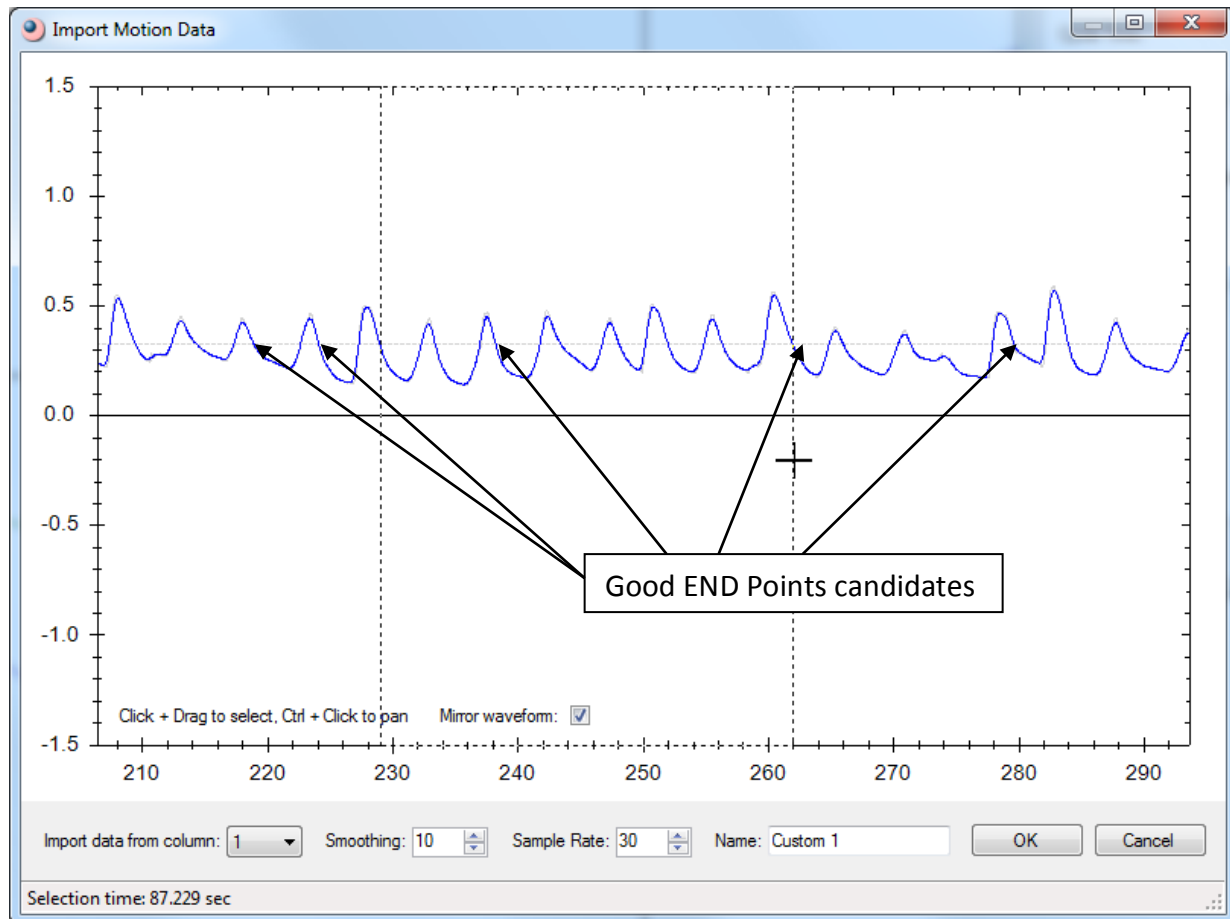 Import Motion Data
1.5
1.0
0.5
0.0
-0.5
-1.0
-1.5
Good END Points candidates
Click + Drag to select, Ctrl + Click to pan Mirror waveform:
210 220 230 240 250 260 270 280 290
Import data from column: 1 Smoothing: 10 Sample Rate: 30 Name: Custom 1 OK Cancel
Selection time: 87.229 sec